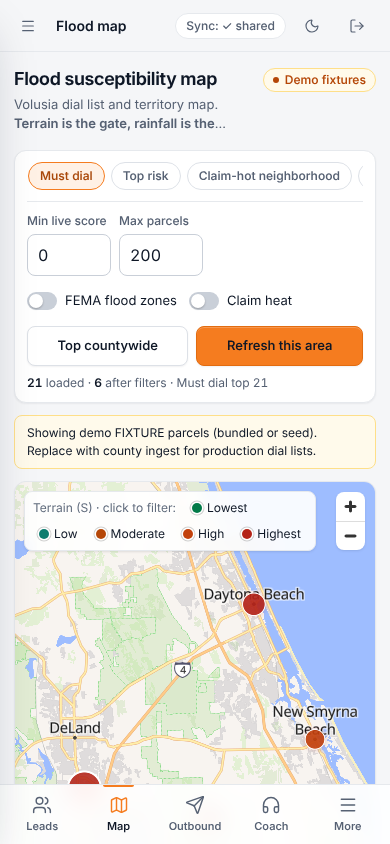 Flood map
Sync: ✓ shared
Flood susceptibility map
Demo fixtures
Volusia dial list and territory map.
Terrain is the gate, rainfall is the...
Must dial
Top risk
Claim-hot neighborhood
Min live score
Max parcels
0
200
FEMA flood zones
Claim heat
Top countywide
Refresh this area
21 loaded · 6 after filters · Must dial top 21
Showing demo FIXTURE parcels (bundled or seed).
Replace with county ingest for production dial lists.
Terrain (S) · click to filter:
Lowest
Low
Moderate
High
Highest
+
−
Daytona Beach
4
New Smyrna
Beach
DeLand
Leads
Map
Outbound
Coach
More